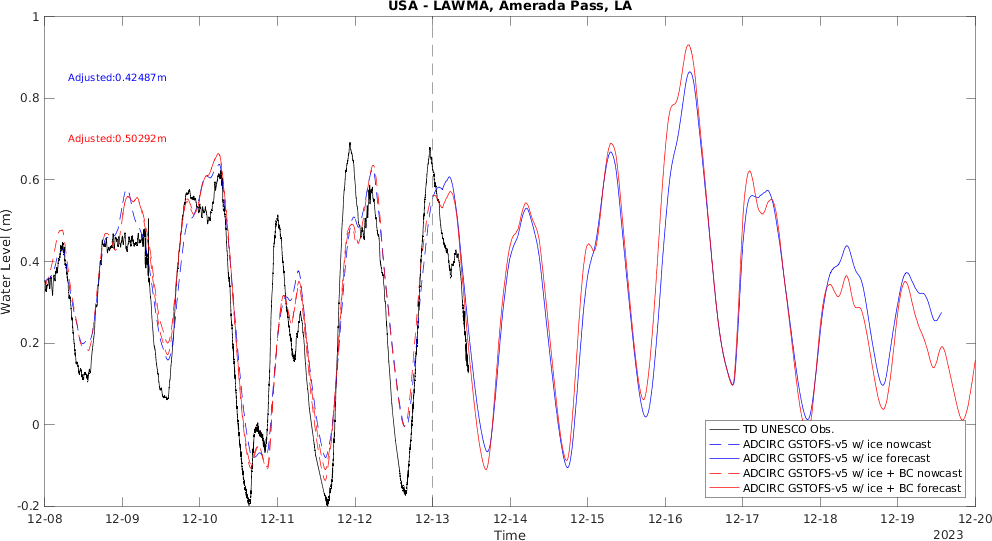 USA - LAWMA, Amerada Pass, LA
1
Adjusted:0.42487m
0.8
Adjusted:0.50292m
0.6
Water Level (m)
0.4
0.2
0
TD UNESCO Obs.
ADCIRC GSTOFS-v5 w/ ice nowcast
ADCIRC GSTOFS-v5 w/ ice forecast
ADCIRC GSTOFS-v5 w/ ice + BC nowcast
ADCIRC GSTOFS-v5 w/ ice + BC forecast
-0.2
12-08 12-09 12-10 12-11 12-12 12-13 12-14 12-15 12-16 12-17 12-18 12-19 12-20
Time
2023